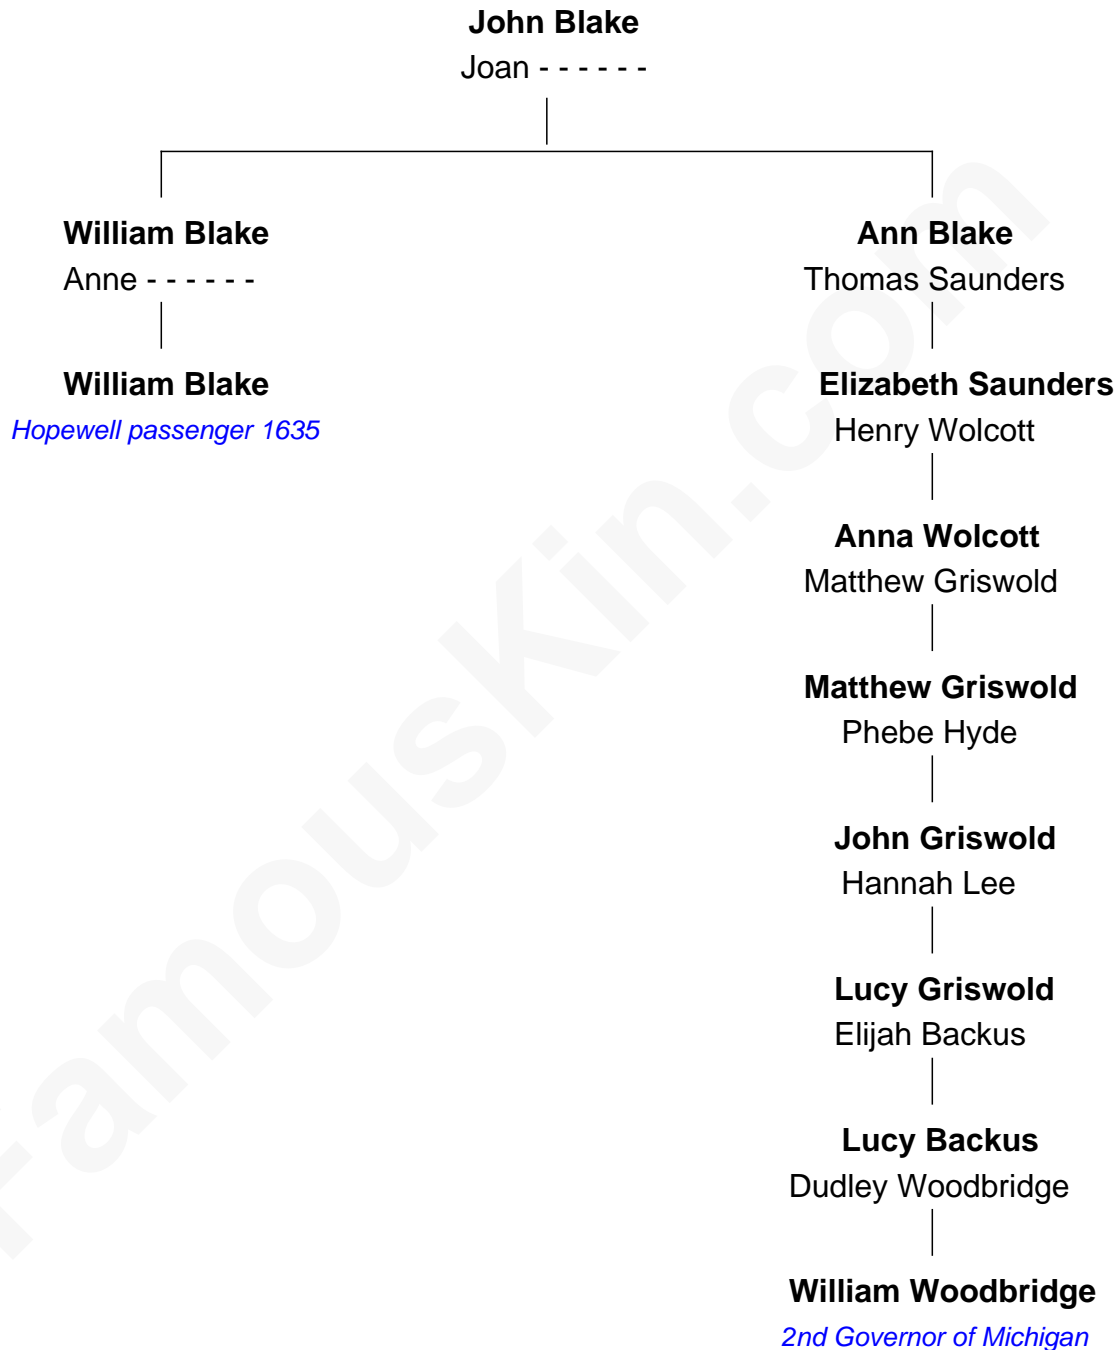 John Blake
Joan - - - - - -
William Blake
Anne - - - - - -
William Blake
Hopewell passenger 1635
Ann Blake
Thomas Saunders
Elizabeth Saunders
Henry Wolcott
Anna Wolcott
Matthew Griswold
Matthew Griswold
Phebe Hyde
John Griswold
Hannah Lee
Lucy Griswold
Elijah Backus
Lucy Backus
Dudley Woodbridge
William Woodbridge
2nd Governor of Michigan
FamousKin.com